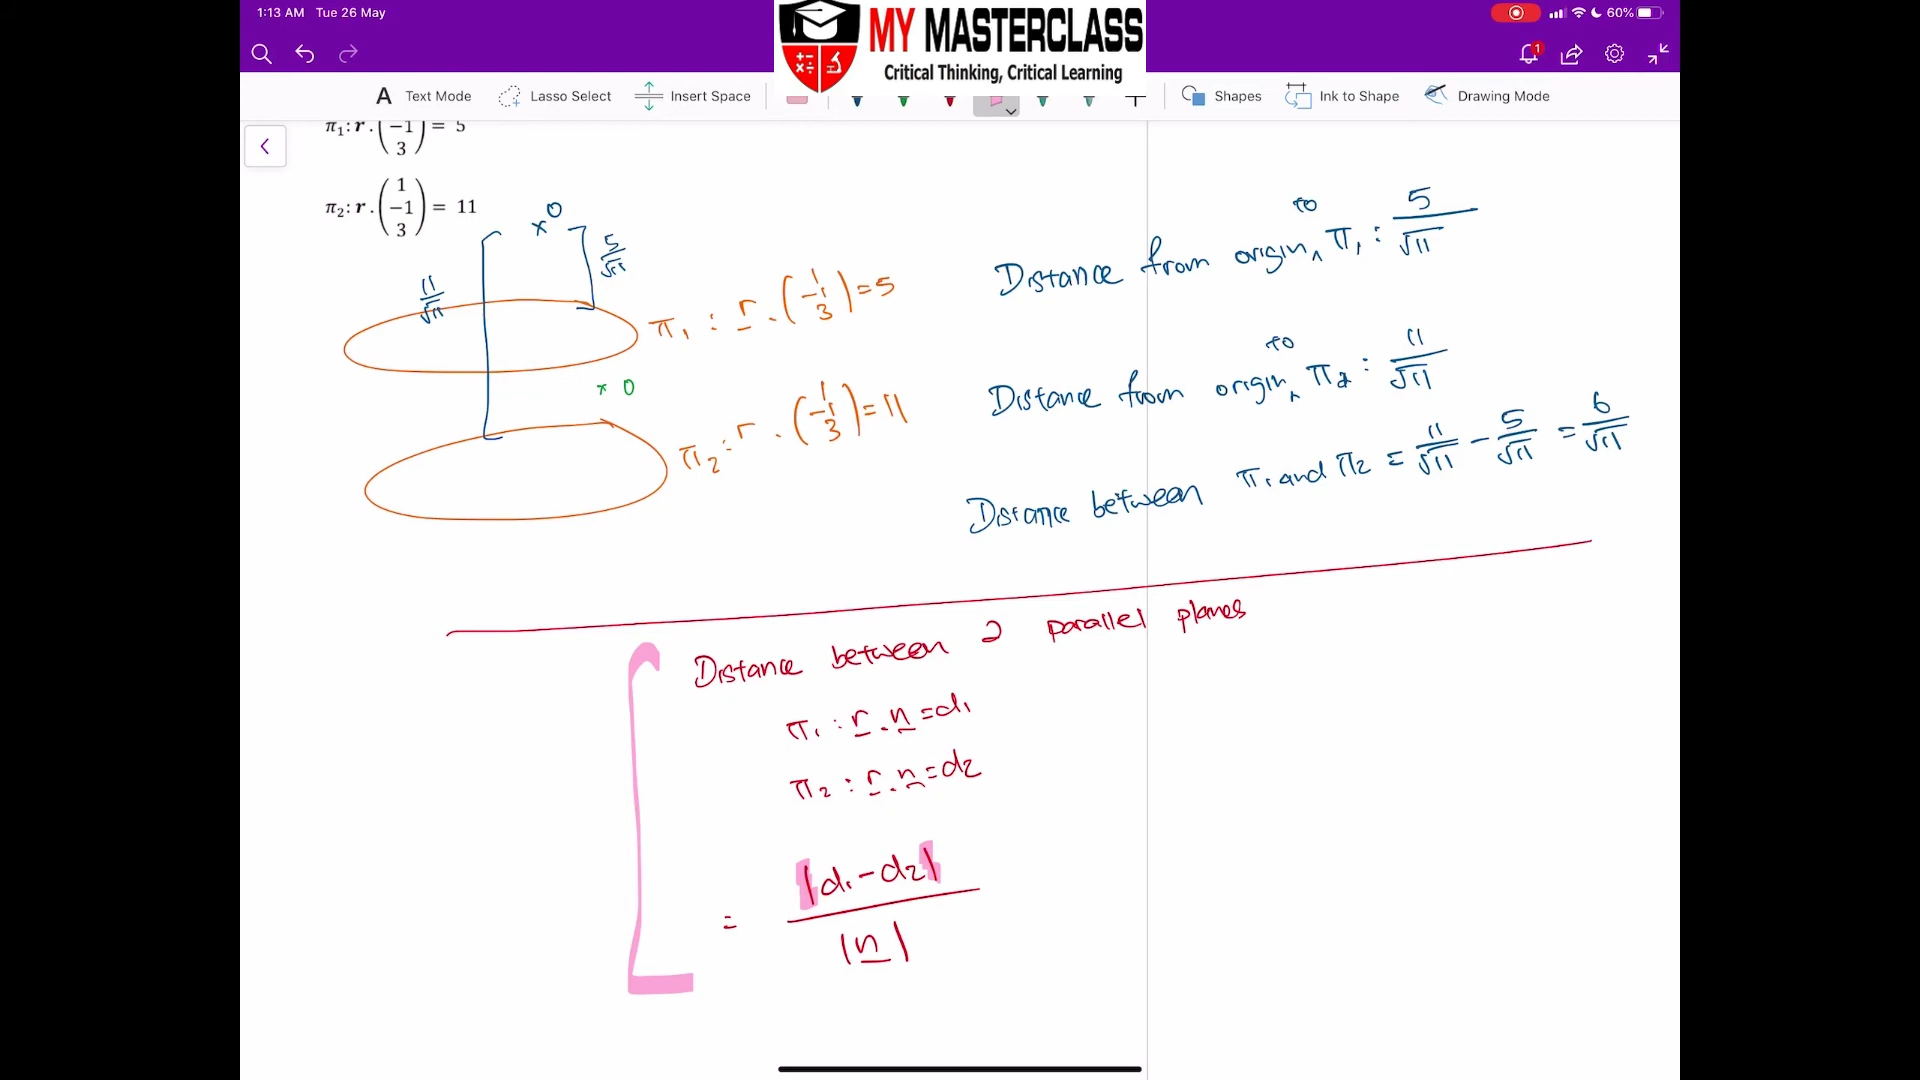 1:13 AM Tue 26 May
60%
MY MASTERCLASS
Critical Thinking, Critical Learning
1
A Text Mode Lasso Select Insert Space Shapes Ink to Shape Drawing Mode
π₁: r . (−1 3) = 5
π₂: r . (1 −1 3) = 11
× O
11/√11
5/√11
π₁ : r . (1 −1 3) = 5
× O
π₂ : r . (1 −1 3) = 11
Distance from origin ^ to π₁ : 5/√11
Distance from origin ^ to π₂ : 11/√11
Distance between π₁ and π₂ = 11/√11 − 5/√11 = 6/√11
Distance between 2 parallel planes
π₁ : r . n = d₁
π₂ : r . n = d₂
= |d₁ − d₂| / |n|